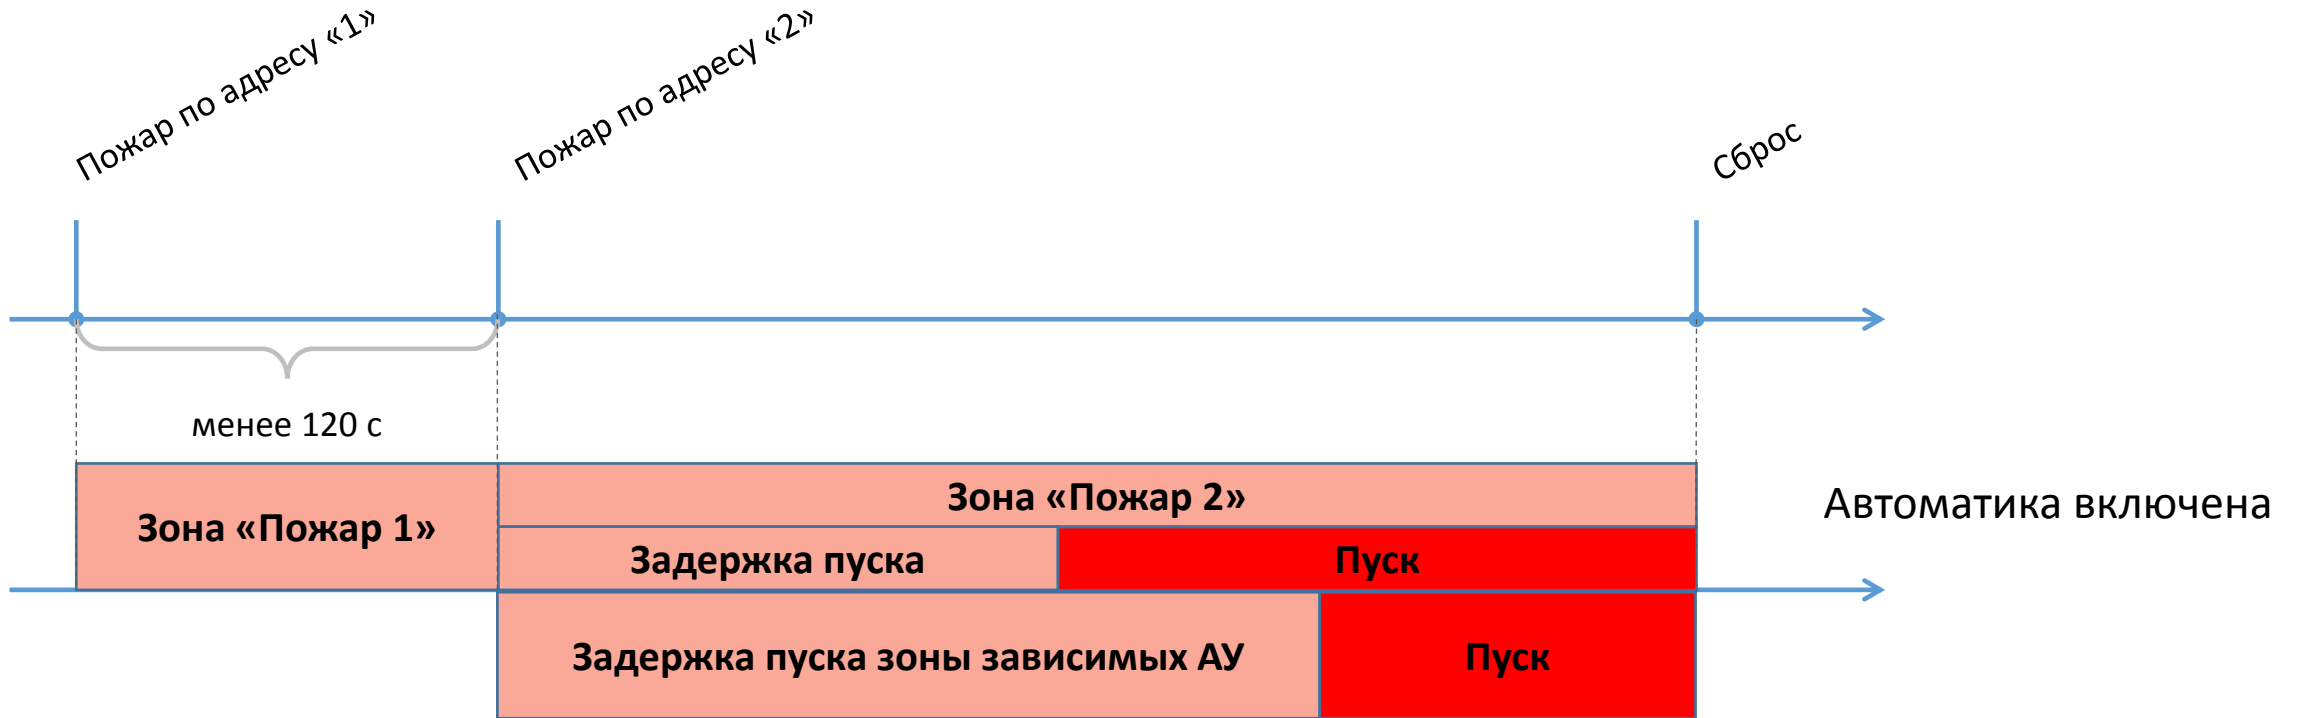 Пожар по адресу «1»
Пожар по адресу «2»
Сброс
менее 120 с
Зона «Пожар 1»
Зона «Пожар 2»
Автоматика включена
Задержка пуска
Пуск
Задержка пуска зоны зависимых АУ
Пуск